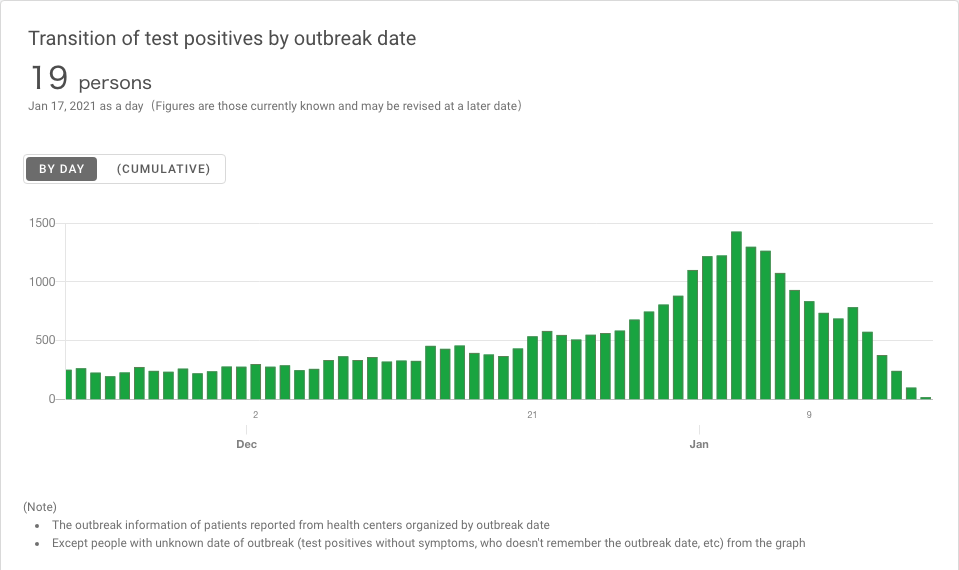 Transition of test positives by outbreak date
19 persons
Jan 17, 2021 as a day (Figures are those currently known and may be revised at a later date)
BY DAY (CUMULATIVE)
1500
1000
500
0
2 21 9
Dec Jan
(Note)
• The outbreak information of patients reported from health centers organized by outbreak date
• Except people with unknown date of outbreak (test positives without symptoms, who doesn't remember the outbreak date, etc) from the graph